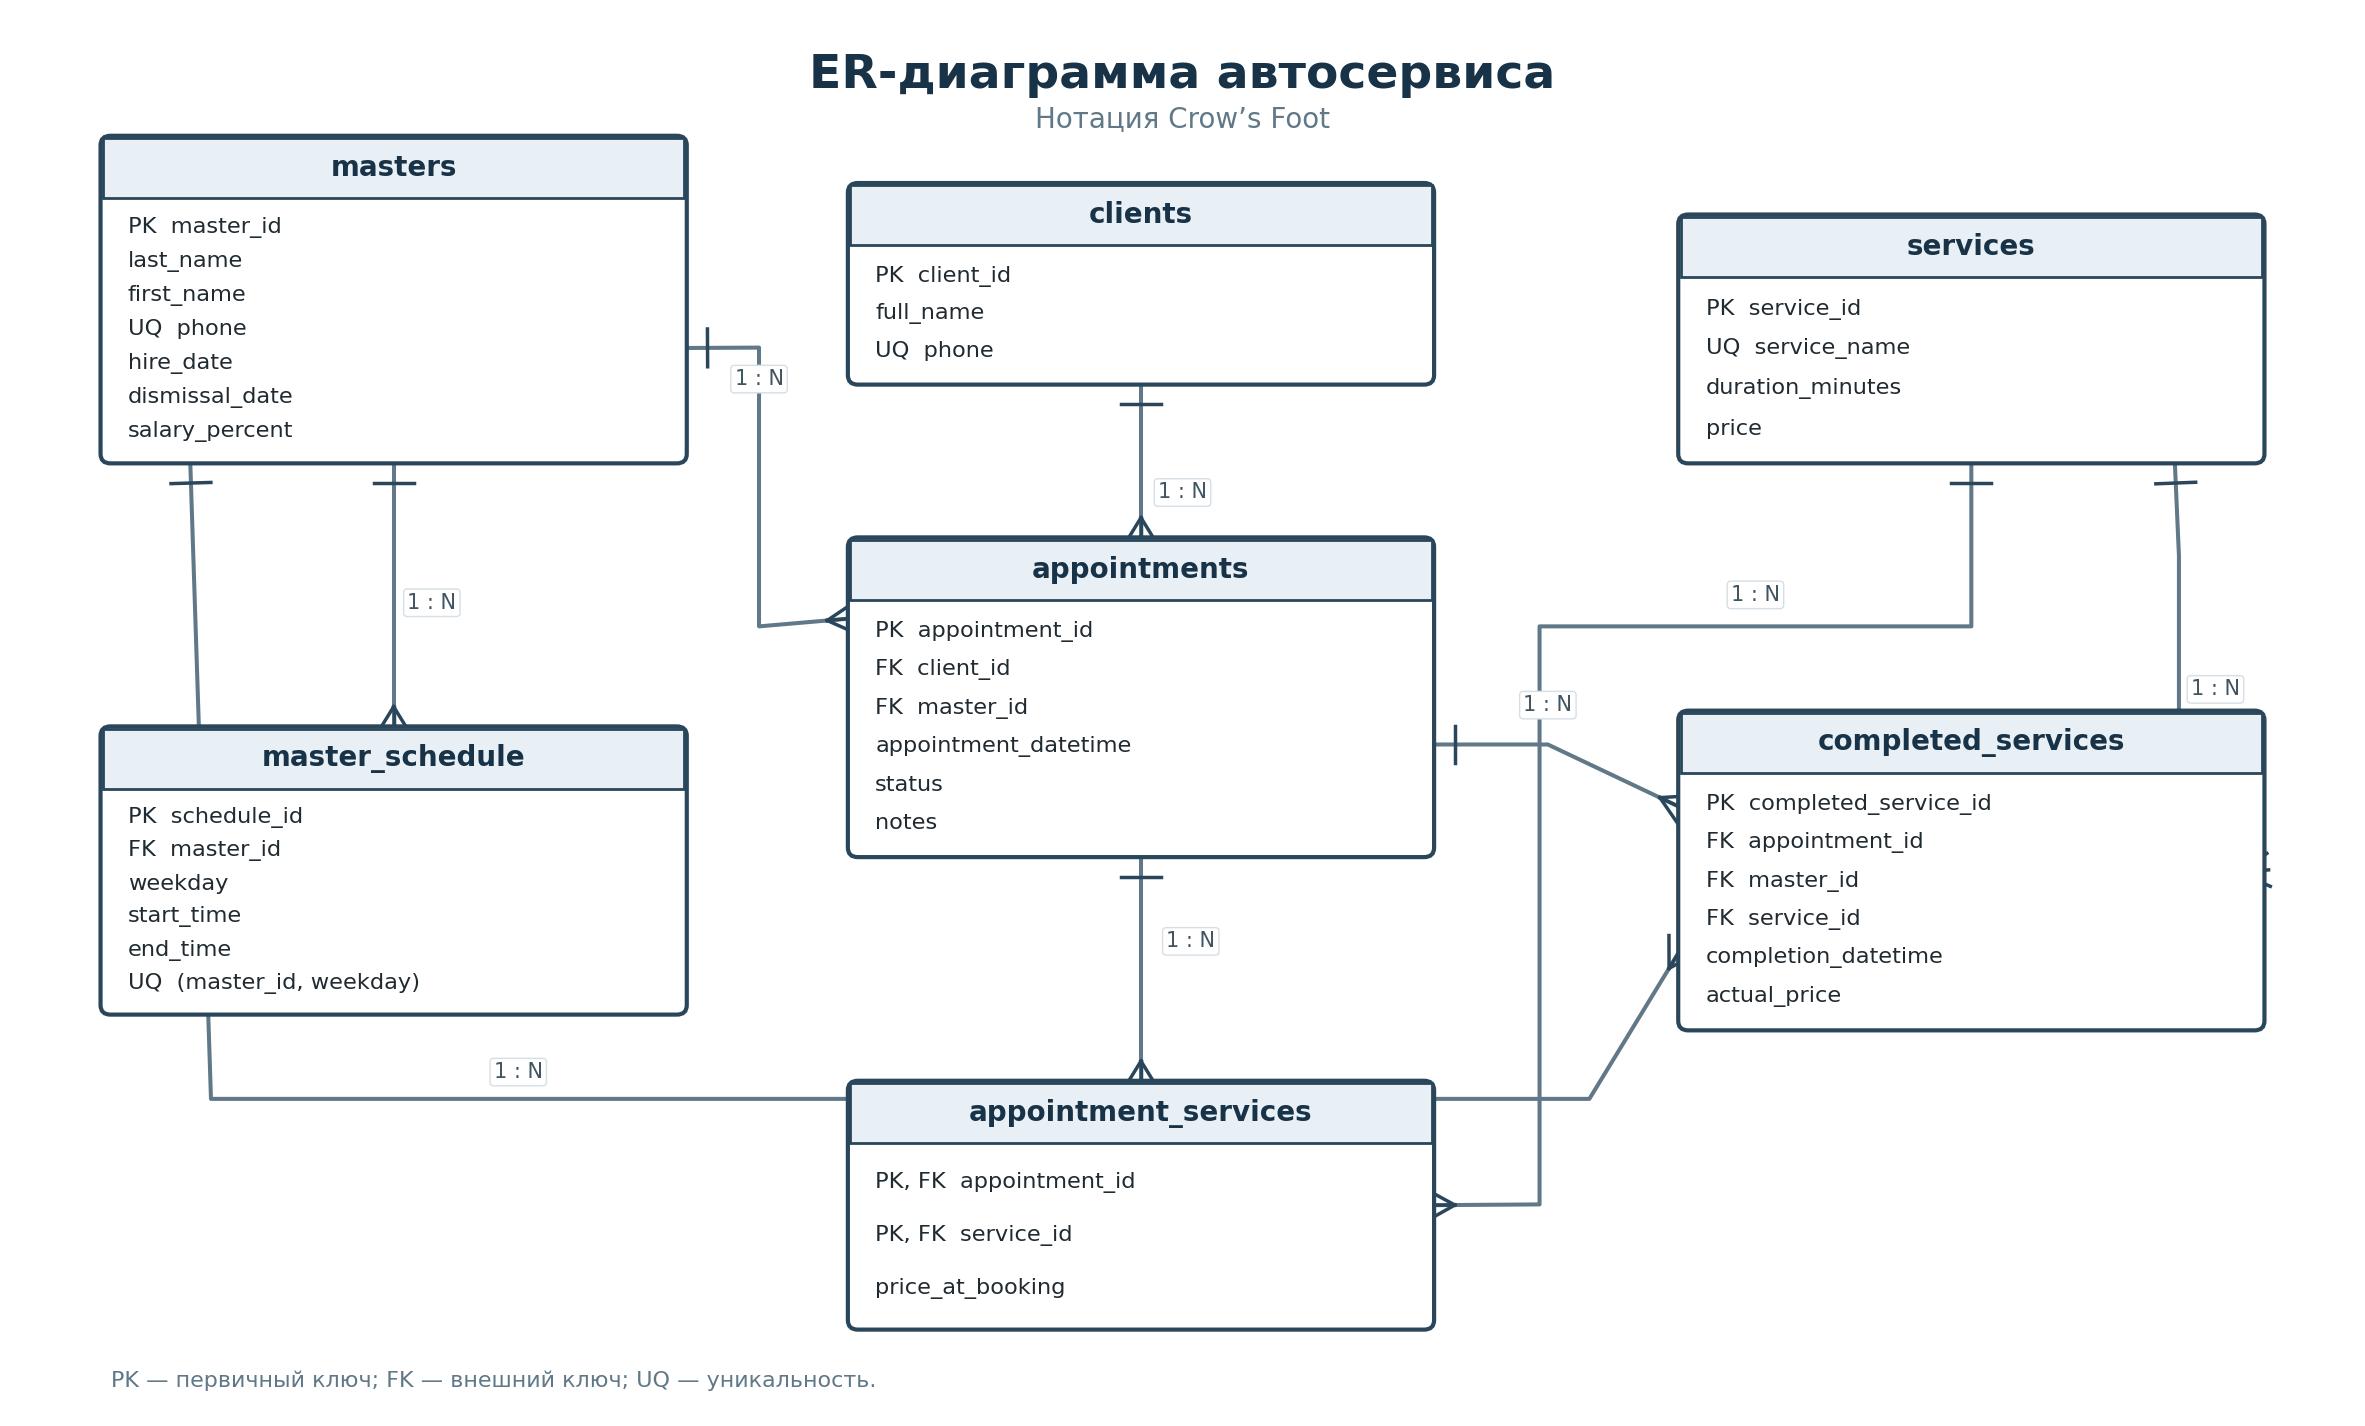 ER-диаграмма автосервиса
Нотация Crow’s Foot
masters
PK master_id
last_name
first_name
UQ phone
hire_date
dismissal_date
salary_percent
1 : N
clients
PK client_id
full_name
UQ phone
1 : N
services
PK service_id
UQ service_name
duration_minutes
price
1 : N
1 : N
appointments
PK appointment_id
FK client_id
FK master_id
appointment_datetime
status
notes
1 : N
1 : N
master_schedule
PK schedule_id
FK master_id
weekday
start_time
end_time
UQ (master_id, weekday)
1 : N
completed_services
PK completed_service_id
FK appointment_id
FK master_id
FK service_id
completion_datetime
actual_price
1 : N
appointment_services
PK, FK appointment_id
PK, FK service_id
price_at_booking
PK — первичный ключ; FK — внешний ключ; UQ — уникальность.